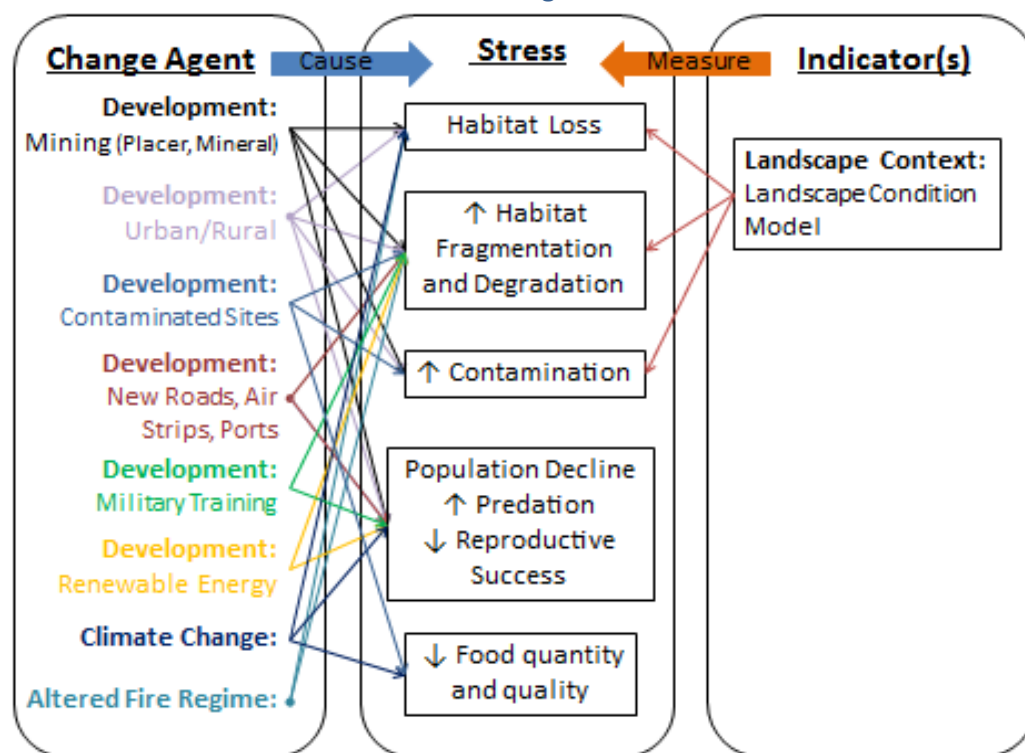 Change Agent
Cause
Development:
Mining (Placer, Mineral)
Development:
Urban/Rural
Development:
Contaminated Sites
Development:
New Roads, Air
Strips, Ports
Development:
Military Training
Development:
Renewable Energy
Climate Change:
Altered Fire Regime:
Stress
Habitat Loss
↑ Habitat
Fragmentation
and Degradation
↑ Contamination
Population Decline
↑ Predation
↓ Reproductive
Success
↓ Food quantity
and quality
Measure
Indicator(s)
Landscape Context:
Landscape Condition
Model